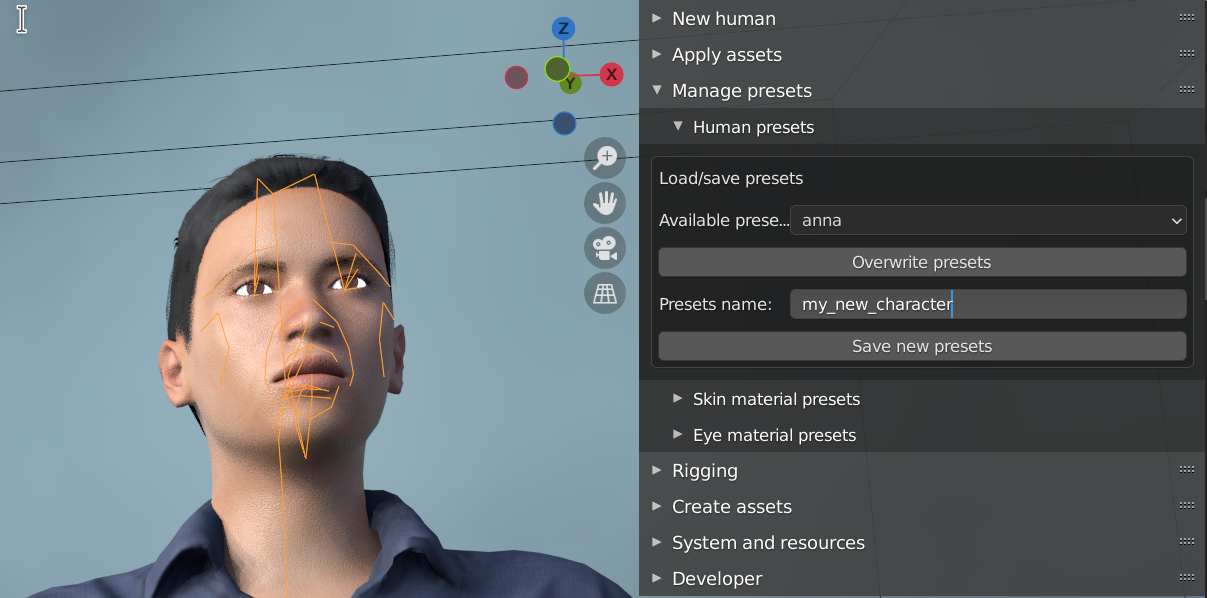 Z
X
Y
New human
Apply assets
Manage presets
Human presets
Load/save presets
Available prese... anna
Overwrite presets
Presets name: my_new_character
Save new presets
Skin material presets
Eye material presets
Rigging
Create assets
System and resources
Developer